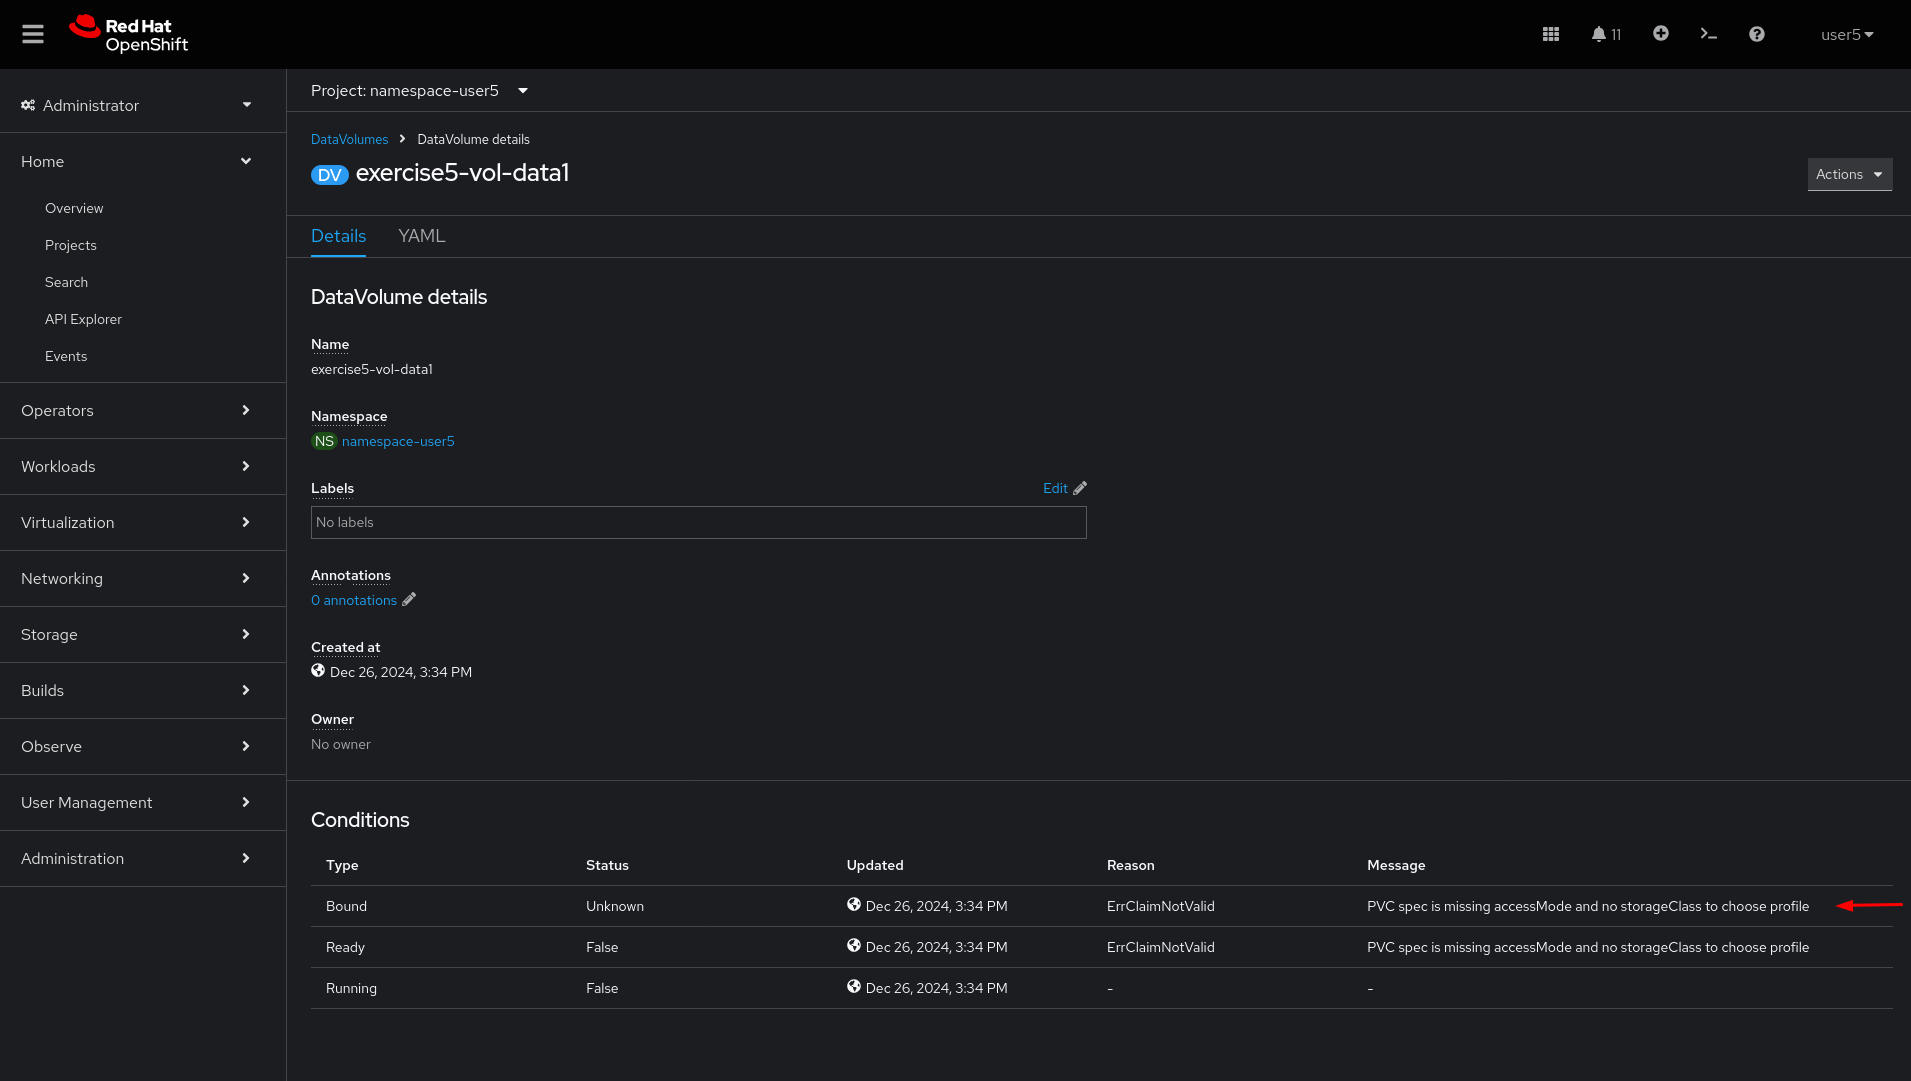 Red Hat
OpenShift
11
user5
Administrator
Home
Overview
Projects
Search
API Explorer
Events
Operators
Workloads
Virtualization
Networking
Storage
Builds
Observe
User Management
Administration
Project: namespace-user5
DataVolumes > DataVolume details
DV exercise5-vol-data1
Actions
Details YAML
DataVolume details
Name
exercise5-vol-data1
Namespace
NS namespace-user5
Labels Edit
No labels
Annotations
0 annotations
Created at
Dec 26, 2024, 3:34 PM
Owner
No owner
Conditions
Type Status Updated Reason Message
Bound Unknown Dec 26, 2024, 3:34 PM ErrClaimNotValid PVC spec is missing accessMode and no storageClass to choose profile
Ready False Dec 26, 2024, 3:34 PM ErrClaimNotValid PVC spec is missing accessMode and no storageClass to choose profile
Running False Dec 26, 2024, 3:34 PM - -